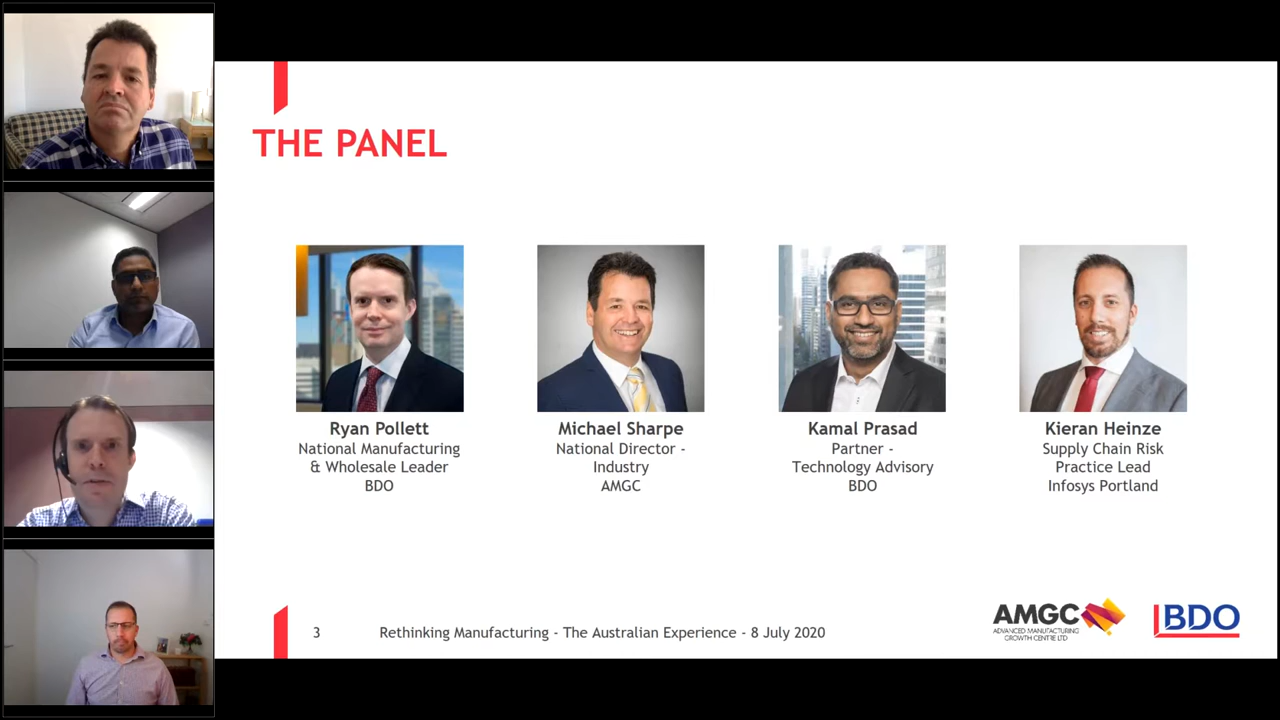 THE PANEL
Ryan Pollett
National Manufacturing
& Wholesale Leader
BDO
Michael Sharpe
National Director -
Industry
AMGC
Kamal Prasad
Partner -
Technology Advisory
BDO
Kieran Heinze
Supply Chain Risk
Practice Lead
Infosys Portland
3
Rethinking Manufacturing - The Australian Experience - 8 July 2020
AMGC
ADVANCED MANUFACTURING
GROWTH CENTRE LTD
BDO